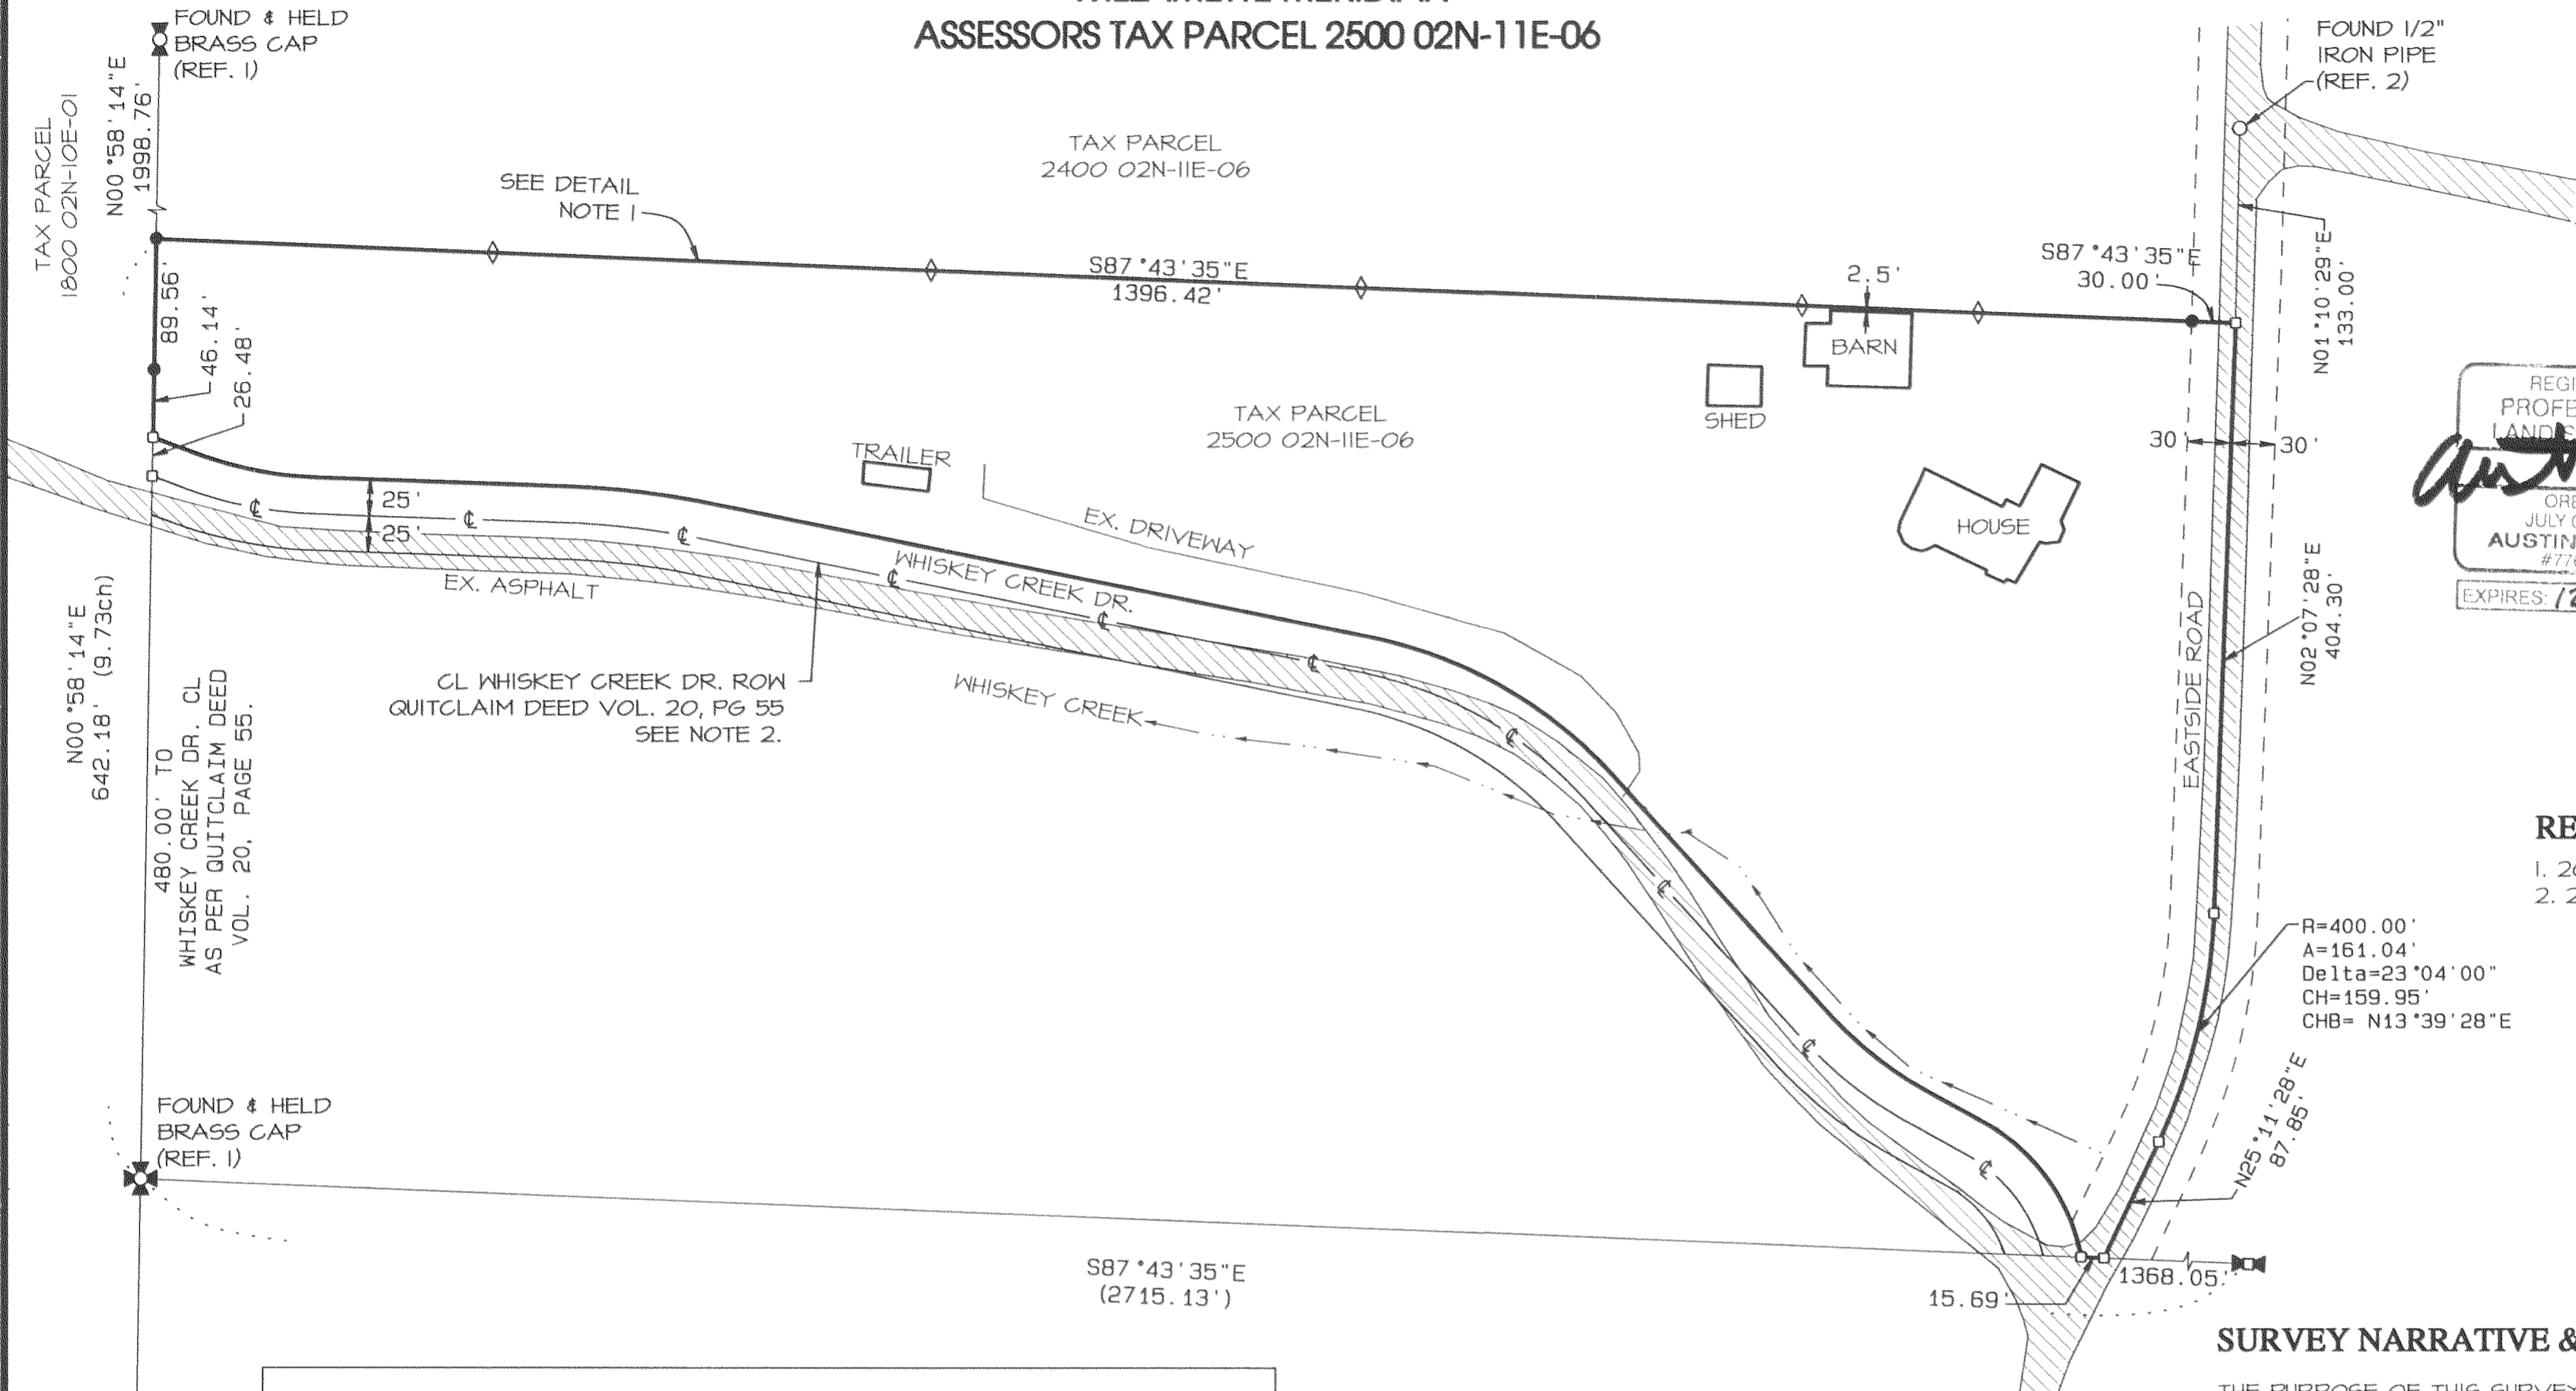 ASSESSORS TAX PARCEL 2500 02N-11E-06
FOUND & HELD
BRASS CAP
(REF. 1)
N00°58'14"E
1998.76'
TAX PARCEL
1800 02N-10E-01
FOUND 1/2"
IRON PIPE
(REF. 2)
TAX PARCEL
2400 02N-11E-06
SEE DETAIL
NOTE 1
S87°43'35"E
1396.42'
2.5'
S87°43'35"E
30.00'
N01°10'29"E
133.00'
89.56'
46.14'
26.48'
BARN
SHED
TAX PARCEL
2500 02N-11E-06
TRAILER
30'
30'
25'
25'
EX. DRIVEWAY
HOUSE
WHISKEY CREEK DR.
EX. ASPHALT
EASTSIDE ROAD
N02°07'28"E
404.30'
EXPIRES: 12
JULY
AUSTIN
N00°58'14"E
642.18' (9.73ch)
480.00' TO
WHISKEY CREEK DR. CL
AS PER QUITCLAIM DEED
VOL. 20, PAGE 55.
CL WHISKEY CREEK DR. ROW
QUITCLAIM DEED VOL. 20, PG 55
SEE NOTE 2.
WHISKEY CREEK
R=400.00'
A=161.04'
Delta=23°04'00"
CH=159.95'
CHB= N13°39'28"E
N25°11'28"E
87.85'
FOUND & HELD
BRASS CAP
(REF. 1)
S87°43'35"E
(2715.13')
15.69'
1368.05'
SURVEY NARRATIVE &
THE PURPOSE OF THIS SURVEY